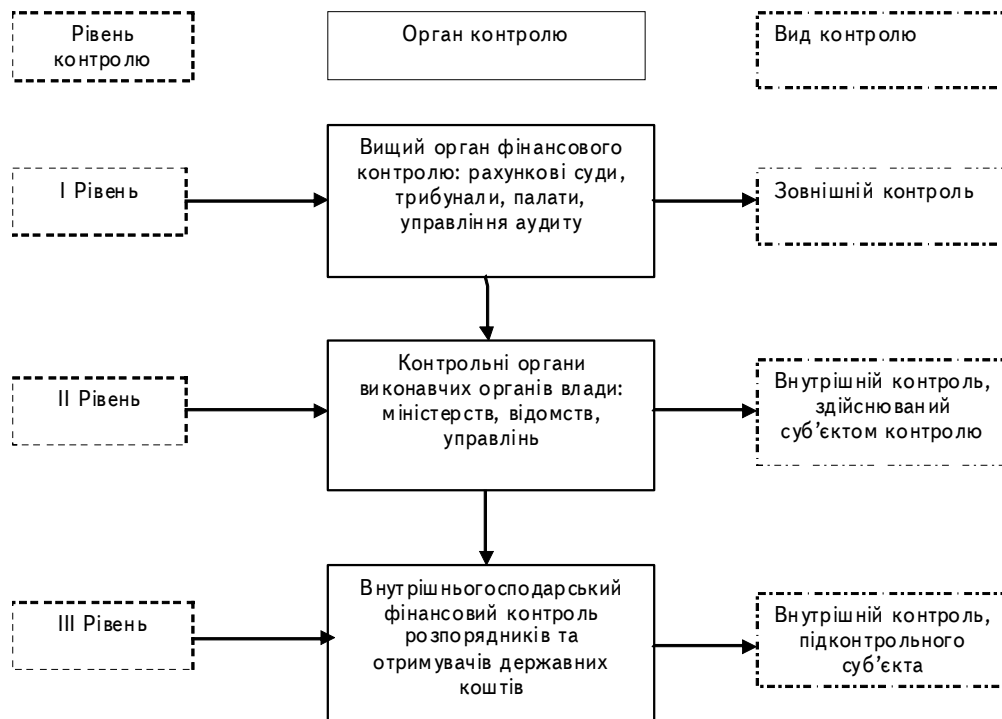 Рівень
контролю
Орган контролю
Вид контролю
І Рівень
Вищий орган фінансового
контролю: рахункові суди,
трибунали, палати,
управління аудиту
Зовнішній контроль
ІІ Рівень
Контрольні органи
виконавчих органів влади:
міністерств, відомств,
управлінь
Внутрішній контроль,
здійснюваний
суб’єктом контролю
ІІІ Рівень
Внутрішньогосподарський
фінансовий контроль
розпорядників та
отримувачів державних
коштів
Внутрішній контроль,
підконтрольного
суб’єкта